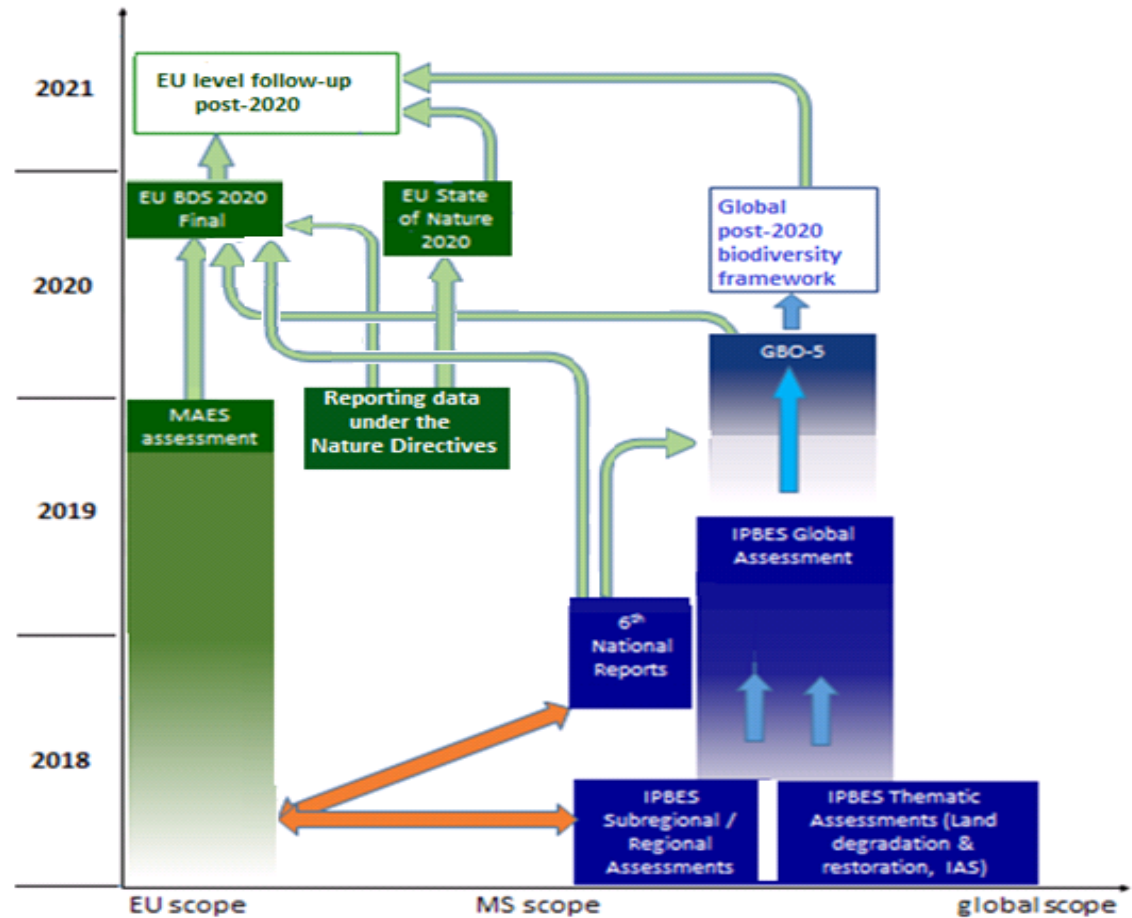 2021
EU level follow-up
post-2020
EU BDS 2020
Final
EU State
of Nature
2020
Global
post-2020
biodiversity
framework
2020
GBO-5
MAES
assessment
Reporting data
under the
Nature Directives
2019
IPBES Global
Assessment
6th
National
Reports
2018
IPBES
Subregional /
Regional
Assessments
IPBES Thematic
Assessments (Land
degradation &
restoration, IAS)
EU scope
MS scope
global scope